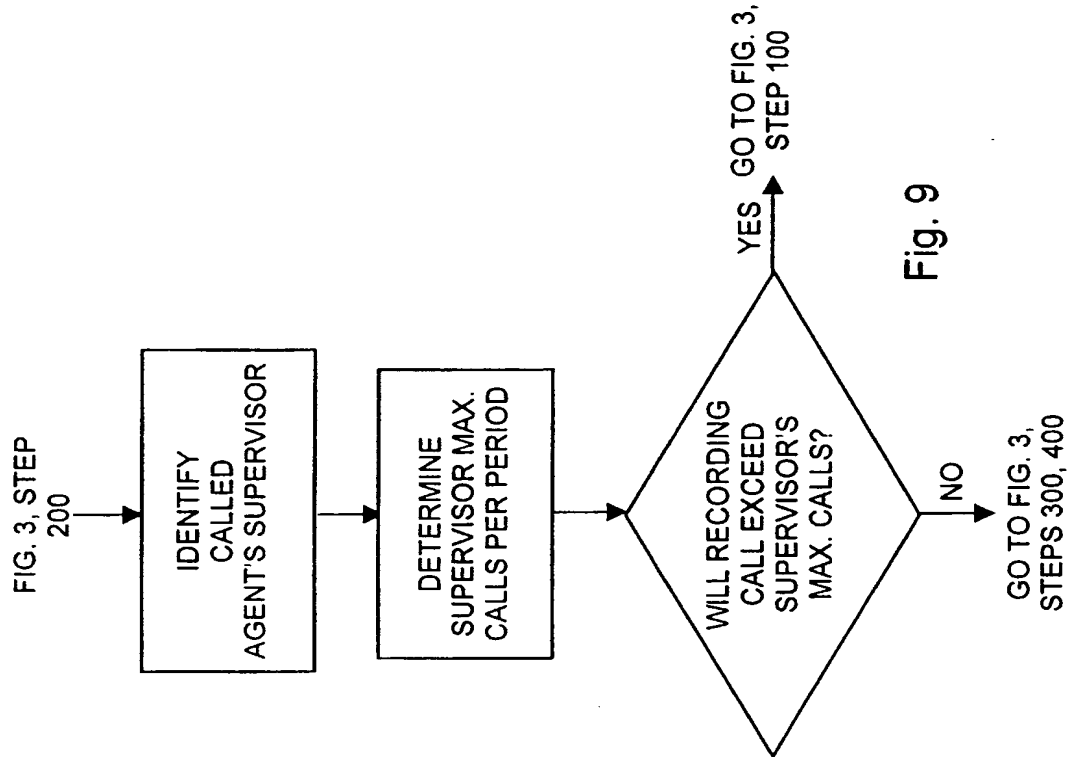 FIG. 3, STEP
200
IDENTIFY
CALLED
AGENT'S SUPERVISOR
DETERMINE
SUPERVISOR MAX.
CALLS PER PERIOD
WILL RECORDING
CALL EXCEED
SUPERVISOR'S
MAX. CALLS?
YES
GO TO FIG. 3,
STEP 100
NO
GO TO FIG. 3,
STEPS 300, 400
Fig. 9